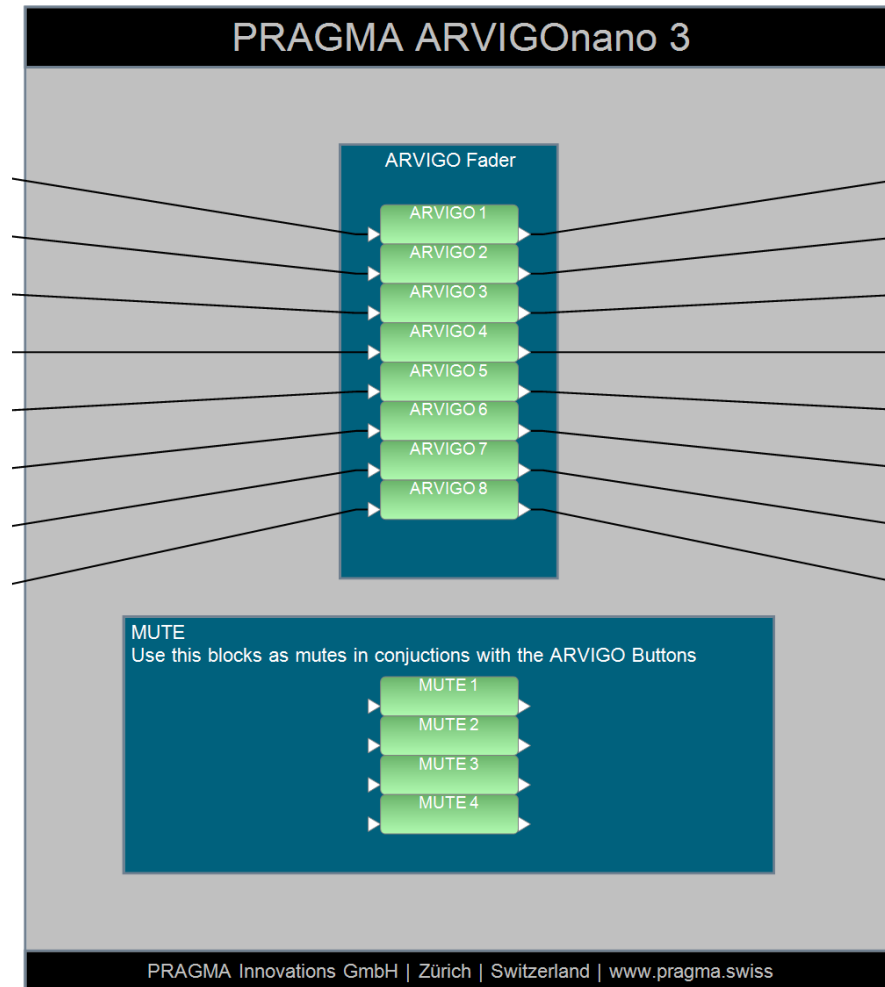 PRAGMA ARVIGOnano 3
ARVIGO Fader
ARVIGO 1
ARVIGO 2
ARVIGO 3
ARVIGO 4
ARVIGO 5
ARVIGO 6
ARVIGO 7
ARVIGO 8
MUTE
Use this blocks as mutes in conjuctions with the ARVIGO Buttons
MUTE 1
MUTE 2
MUTE 3
MUTE 4
PRAGMA Innovations GmbH | Zürich | Switzerland | www.pragma.swiss